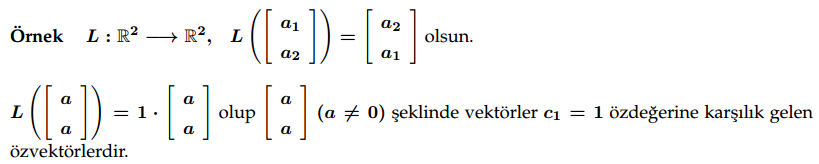 Örnek L : ℝ² ⟶ ℝ², L([a₁ a₂]) = [a₂ a₁] olsun.
L([a a]) = 1 · [a a] olup [a a] (a ≠ 0) şeklinde vektörler c₁ = 1 özdeğerine karşılık gelen
özvektörlerdir.